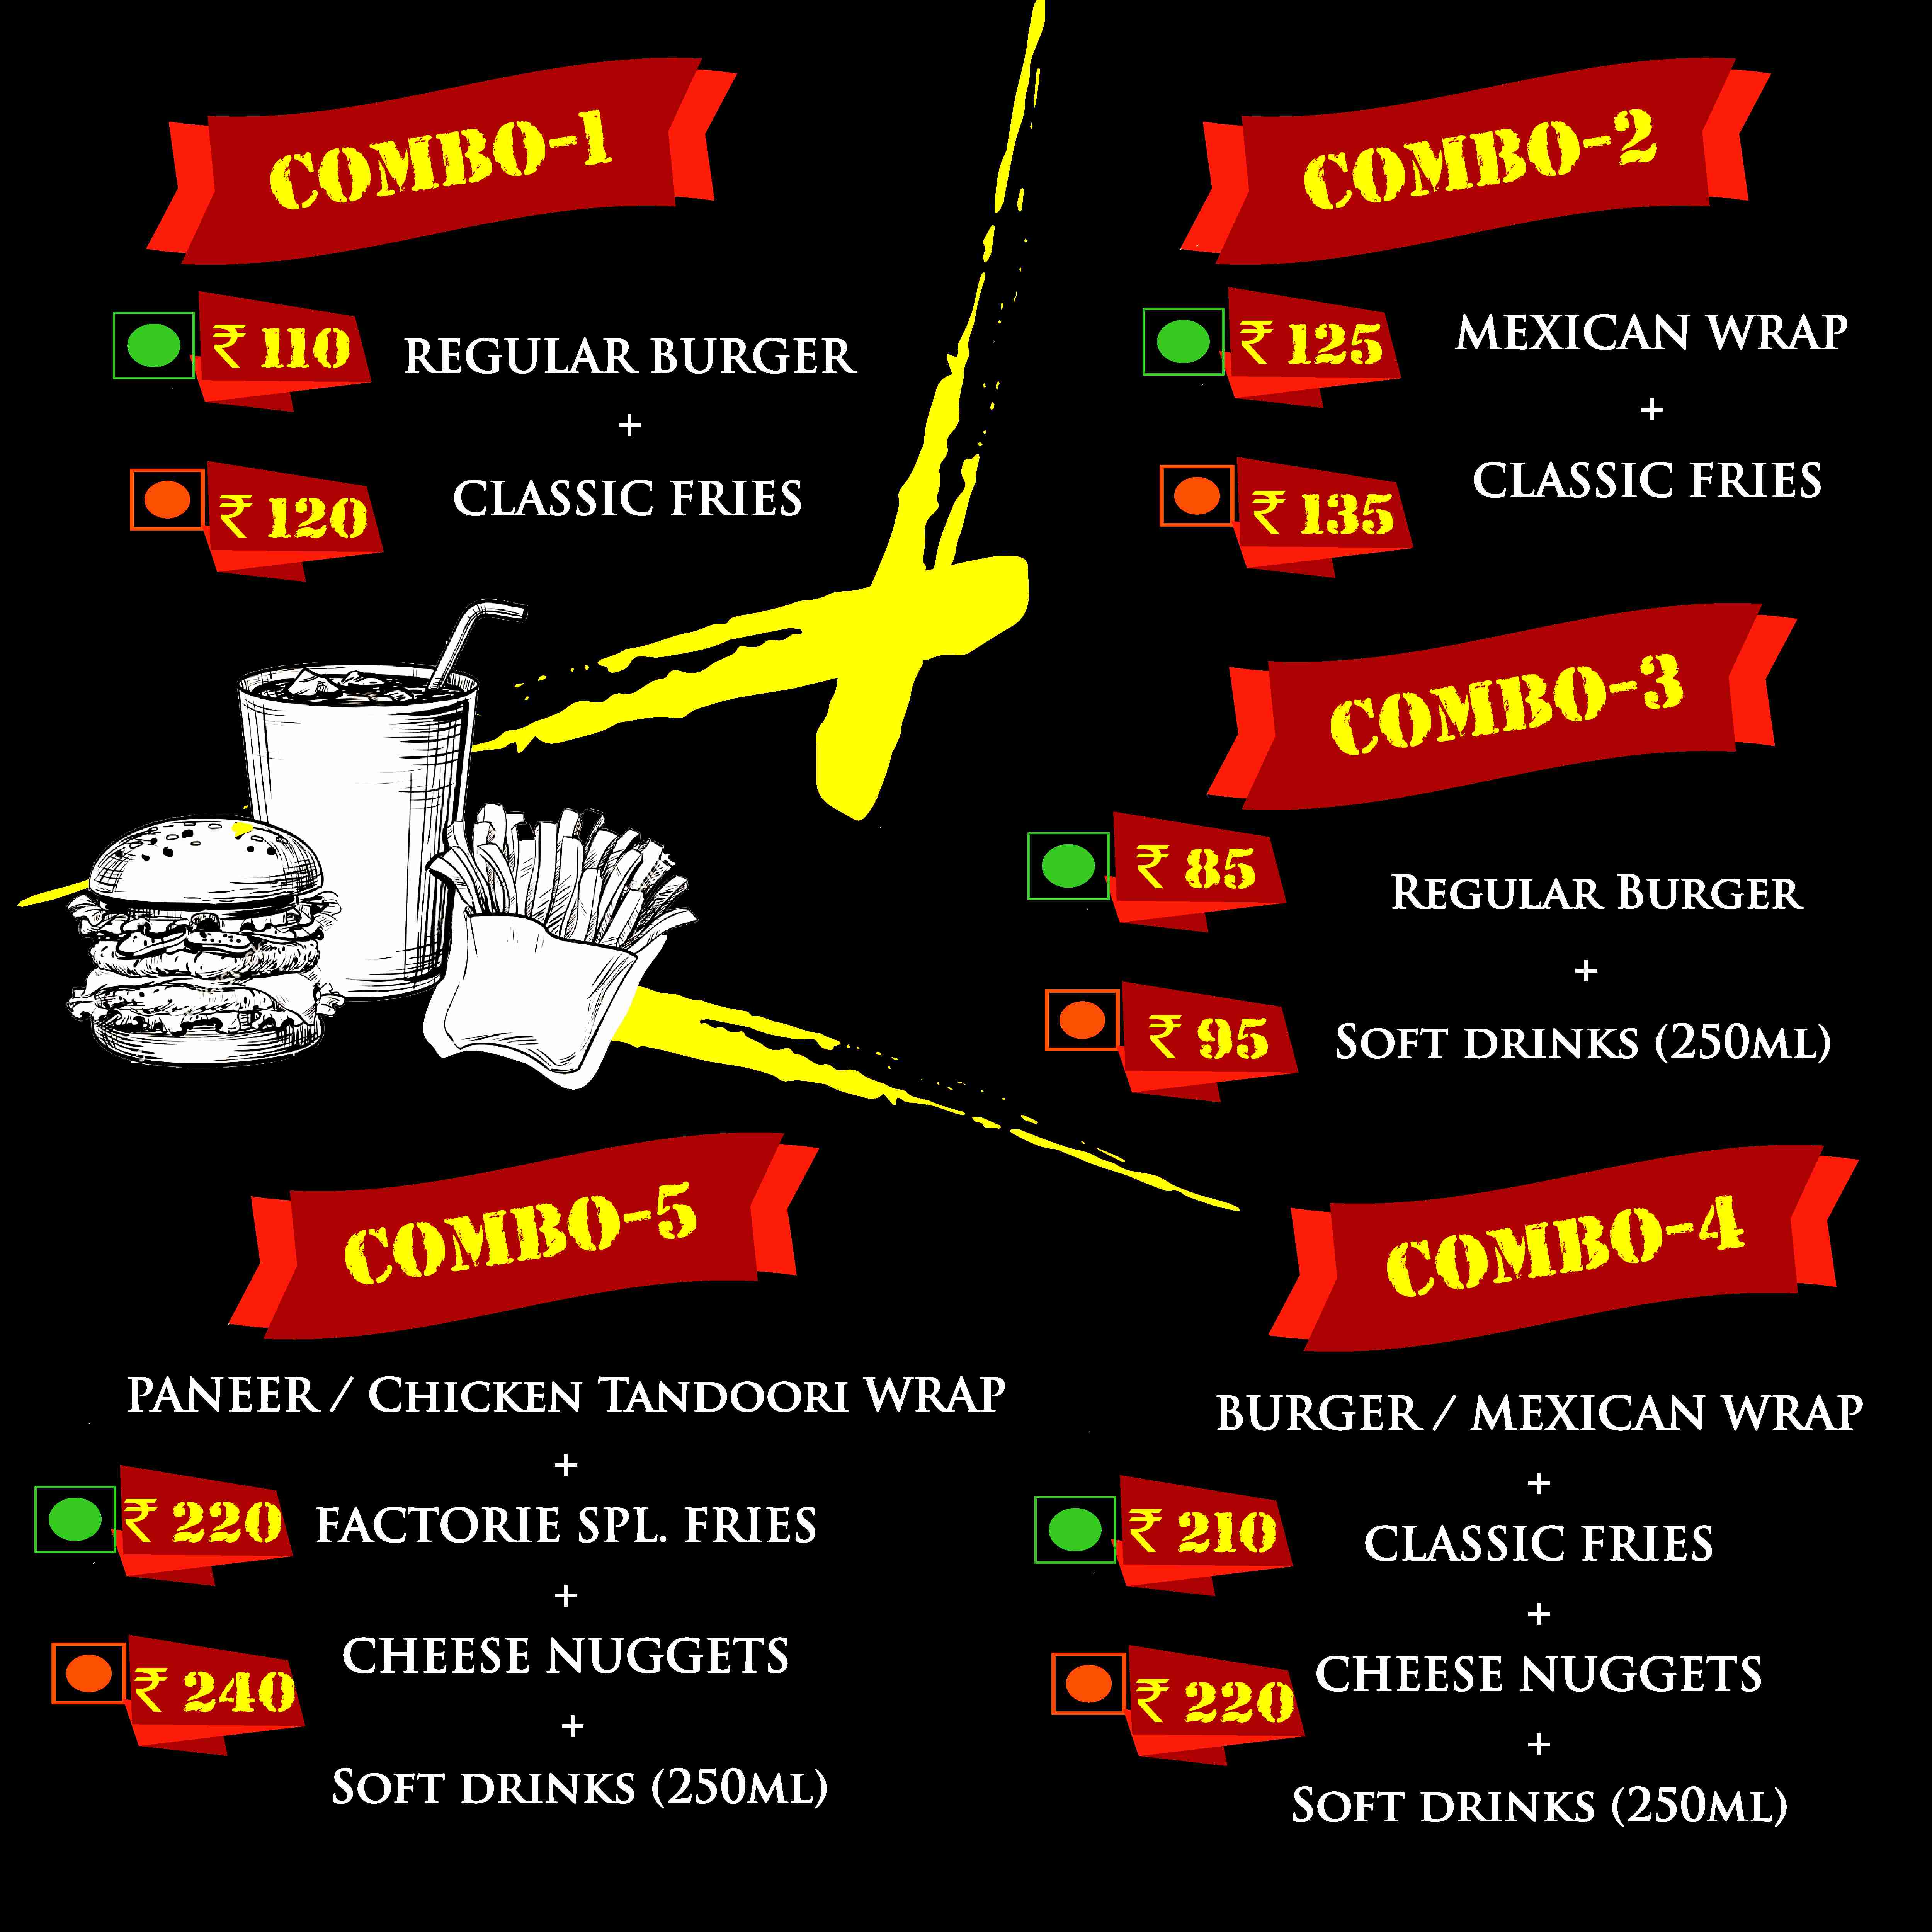 COMBO-1
₹ 110
REGULAR BURGER
+
₹ 120
CLASSIC FRIES
COMBO-2
₹ 125
MEXICAN WRAP
+
₹ 135
CLASSIC FRIES
COMBO-3
₹ 85
REGULAR BURGER
+
₹ 95
SOFT DRINKS (250ML)
COMBO-5
PANEER / CHICKEN TANDOORI WRAP
+
₹ 220
FACTORIE SPL. FRIES
+
₹ 240
CHEESE NUGGETS
+
SOFT DRINKS (250ML)
COMBO-4
BURGER / MEXICAN WRAP
+
₹ 210
CLASSIC FRIES
+
₹ 220
CHEESE NUGGETS
+
SOFT DRINKS (250ML)